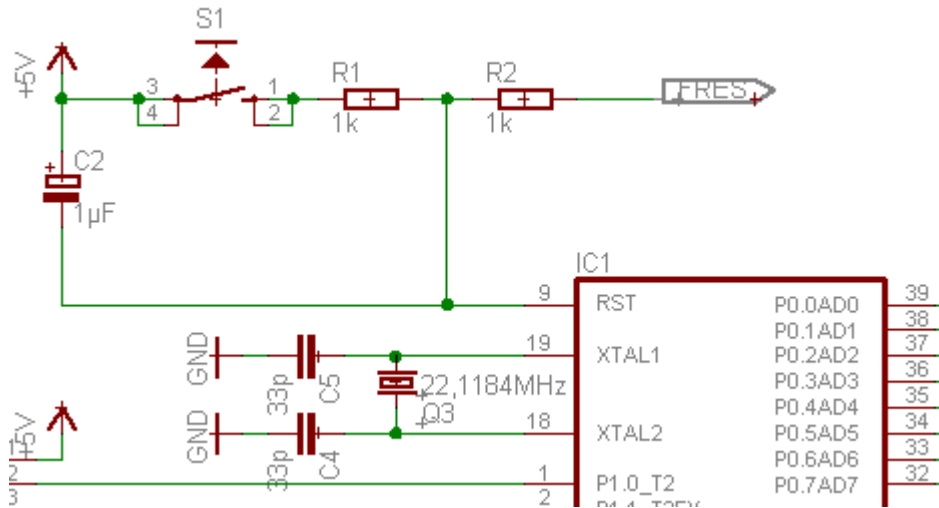 S1
+5V
3
1
4
2
R1
1k
R2
1k
FRES
+
C2
1µF
IC1
9
RST
P0.0AD0
39
P0.1AD1
38
GND
33p
C5
19
XTAL1
P0.2AD2
37
22,1184MHz
Q3
P0.3AD3
36
P0.4AD4
35
+5V
GND
33p
C4
18
XTAL2
P0.5AD5
34
P0.6AD6
33
1
2
3
1
P1.0_T2
P0.7AD7
32
2